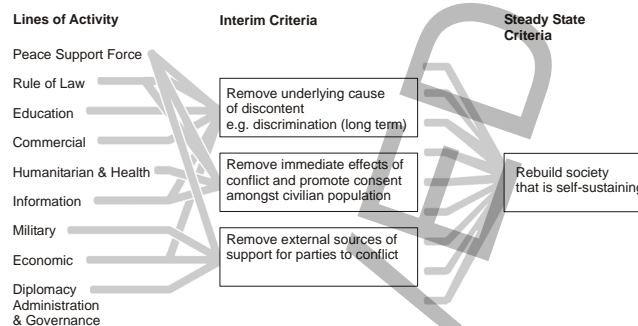 Lines of Activity
Interim Criteria
Steady State
Criteria
Peace Support Force
Rule of Law
Education
Commercial
Humanitarian & Health
Information
Military
Economic
Diplomacy
Administration
& Governance
Remove underlying cause
of discontent
e.g. discrimination (long term)
Remove immediate effects of
conflict and promote consent
amongst civilian population
Remove external sources of
support for parties to conflict
Rebuild society
that is self-sustaining